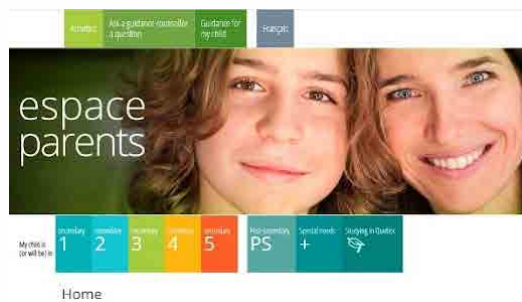 Activities
Ask a guidance counsellor
a question
Guidance for
my child
Français
espace
parents
My child is
(or will be) in
secondary
1
secondary
2
secondary
3
secondary
4
secondary
5
Post-secondary
PS
Special needs
+
Studying in Quebec
Home